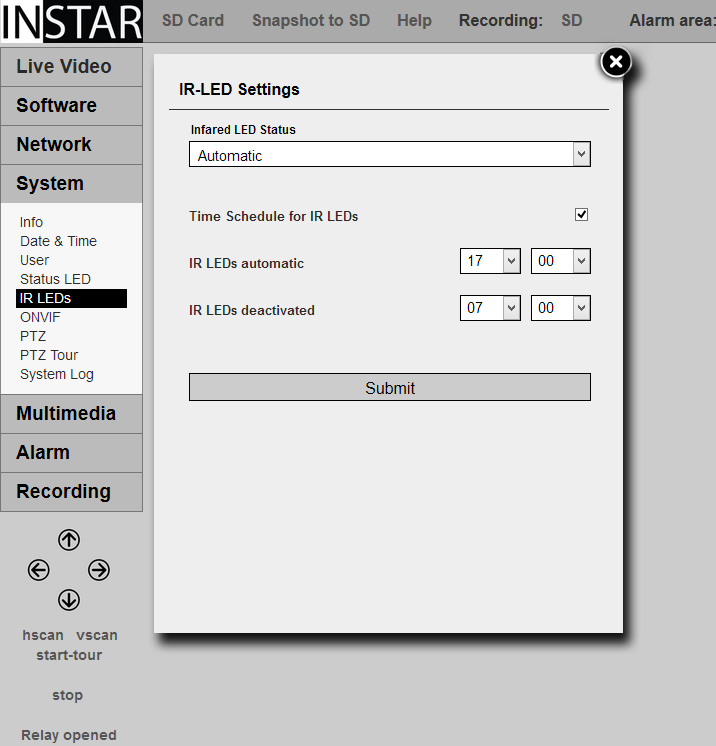 INSTAR
SD Card Snapshot to SD Help Recording: SD Alarm area:
Live Video
Software
Network
System
Info
Date & Time
User
Status LED
IR LEDs
ONVIF
PTZ
PTZ Tour
System Log
Multimedia
Alarm
Recording
hscan vscan
start-tour
stop
Relay opened
IR-LED Settings
Infared LED Status
Automatic
Time Schedule for IR LEDs
IR LEDs automatic 17 00
IR LEDs deactivated 07 00
Submit